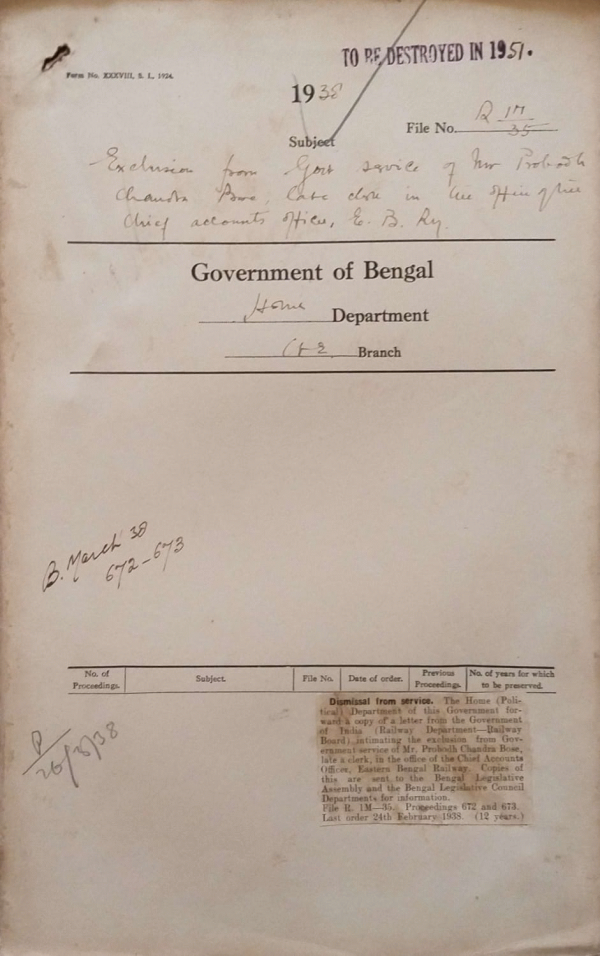 TO BE DESTROYED IN 1951.
Form No. XXXVIII, S. I., 1924.
1938
File No. R 1M/35
Subject
Exclusion from Govt service of Mr Probodh
Chandra Bose, late clerk in the office of the
Chief accounts officer, E. B. Ry.
Government of Bengal
Home Department
C & E Branch
B. March 38
672-673
No. of Proceedings. Subject. File No. Date of order. Previous Proceedings. No. of years for which to be preserved.
Dismissal from service. The Home (Poli-
tical) Department of this Government for-
ward a copy of a letter from the Government
of India (Railway Department—Railway
Board) intimating the exclusion from Gov-
ernment service of Mr. Probodh Chandra Bose,
late a clerk, in the office of the Chief Accounts
Officer, Eastern Bengal Railway. Copies of
this are sent to the Bengal Legislative
Assembly and the Bengal Legislative Council
Departments for information.
File R. 1M—35. Proceedings 672 and 673.
Last order 24th February 1938. (12 years.)
P
26/3/38